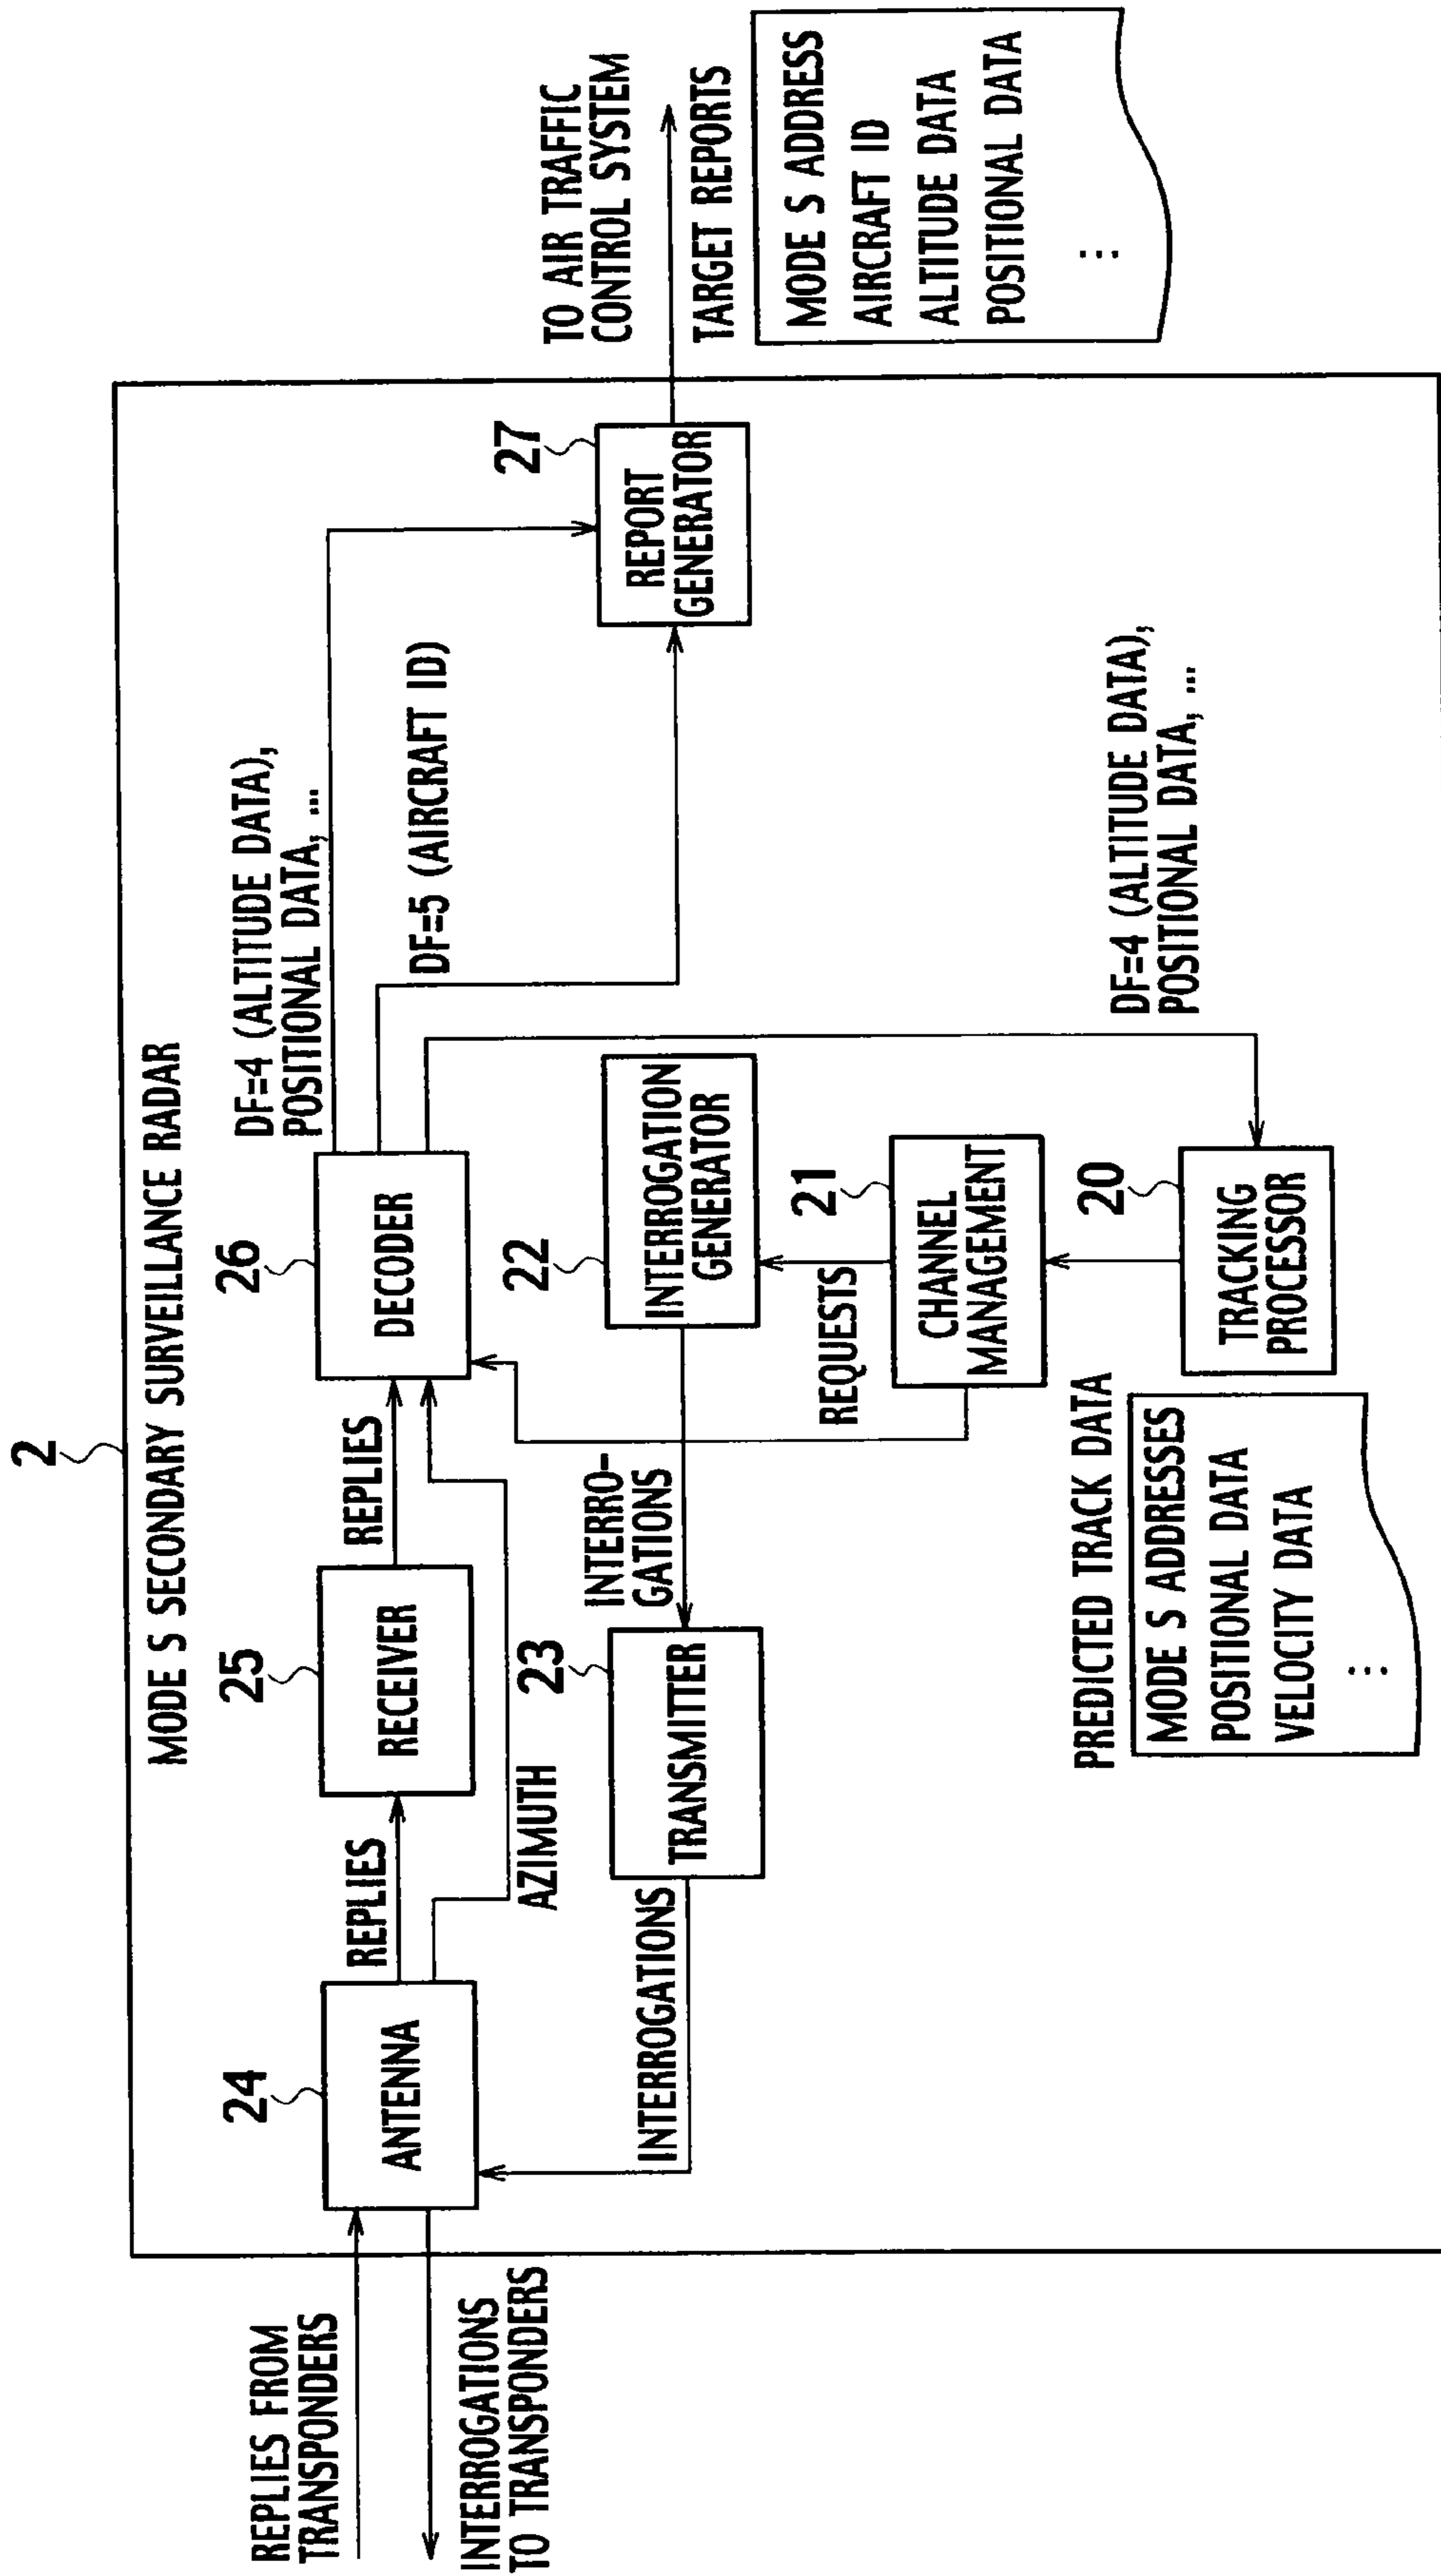 2
MODE S SECONDARY SURVEILLANCE RADAR
REPLIES FROM
TRANSPONDERS
INTERROGATIONS
TO TRANSPONDERS
24
ANTENNA
REPLIES
25
RECEIVER
REPLIES
AZIMUTH
26
DECODER
DF=4 (ALTITUDE DATA),
POSITIONAL DATA, ...
DF=5 (AIRCRAFT ID)
27
REPORT
GENERATOR
TO AIR TRAFFIC
CONTROL SYSTEM
TARGET REPORTS
MODE S ADDRESS
AIRCRAFT ID
ALTITUDE DATA
POSITIONAL DATA
...
INTERROGATIONS
23
TRANSMITTER
INTERRO-
GATIONS
22
INTERROGATION
GENERATOR
REQUESTS
21
CHANNEL
MANAGEMENT
20
TRACKING
PROCESSOR
DF=4 (ALTITUDE DATA),
POSITIONAL DATA, ...
PREDICTED TRACK DATA
MODE S ADDRESSES
POSITIONAL DATA
VELOCITY DATA
...